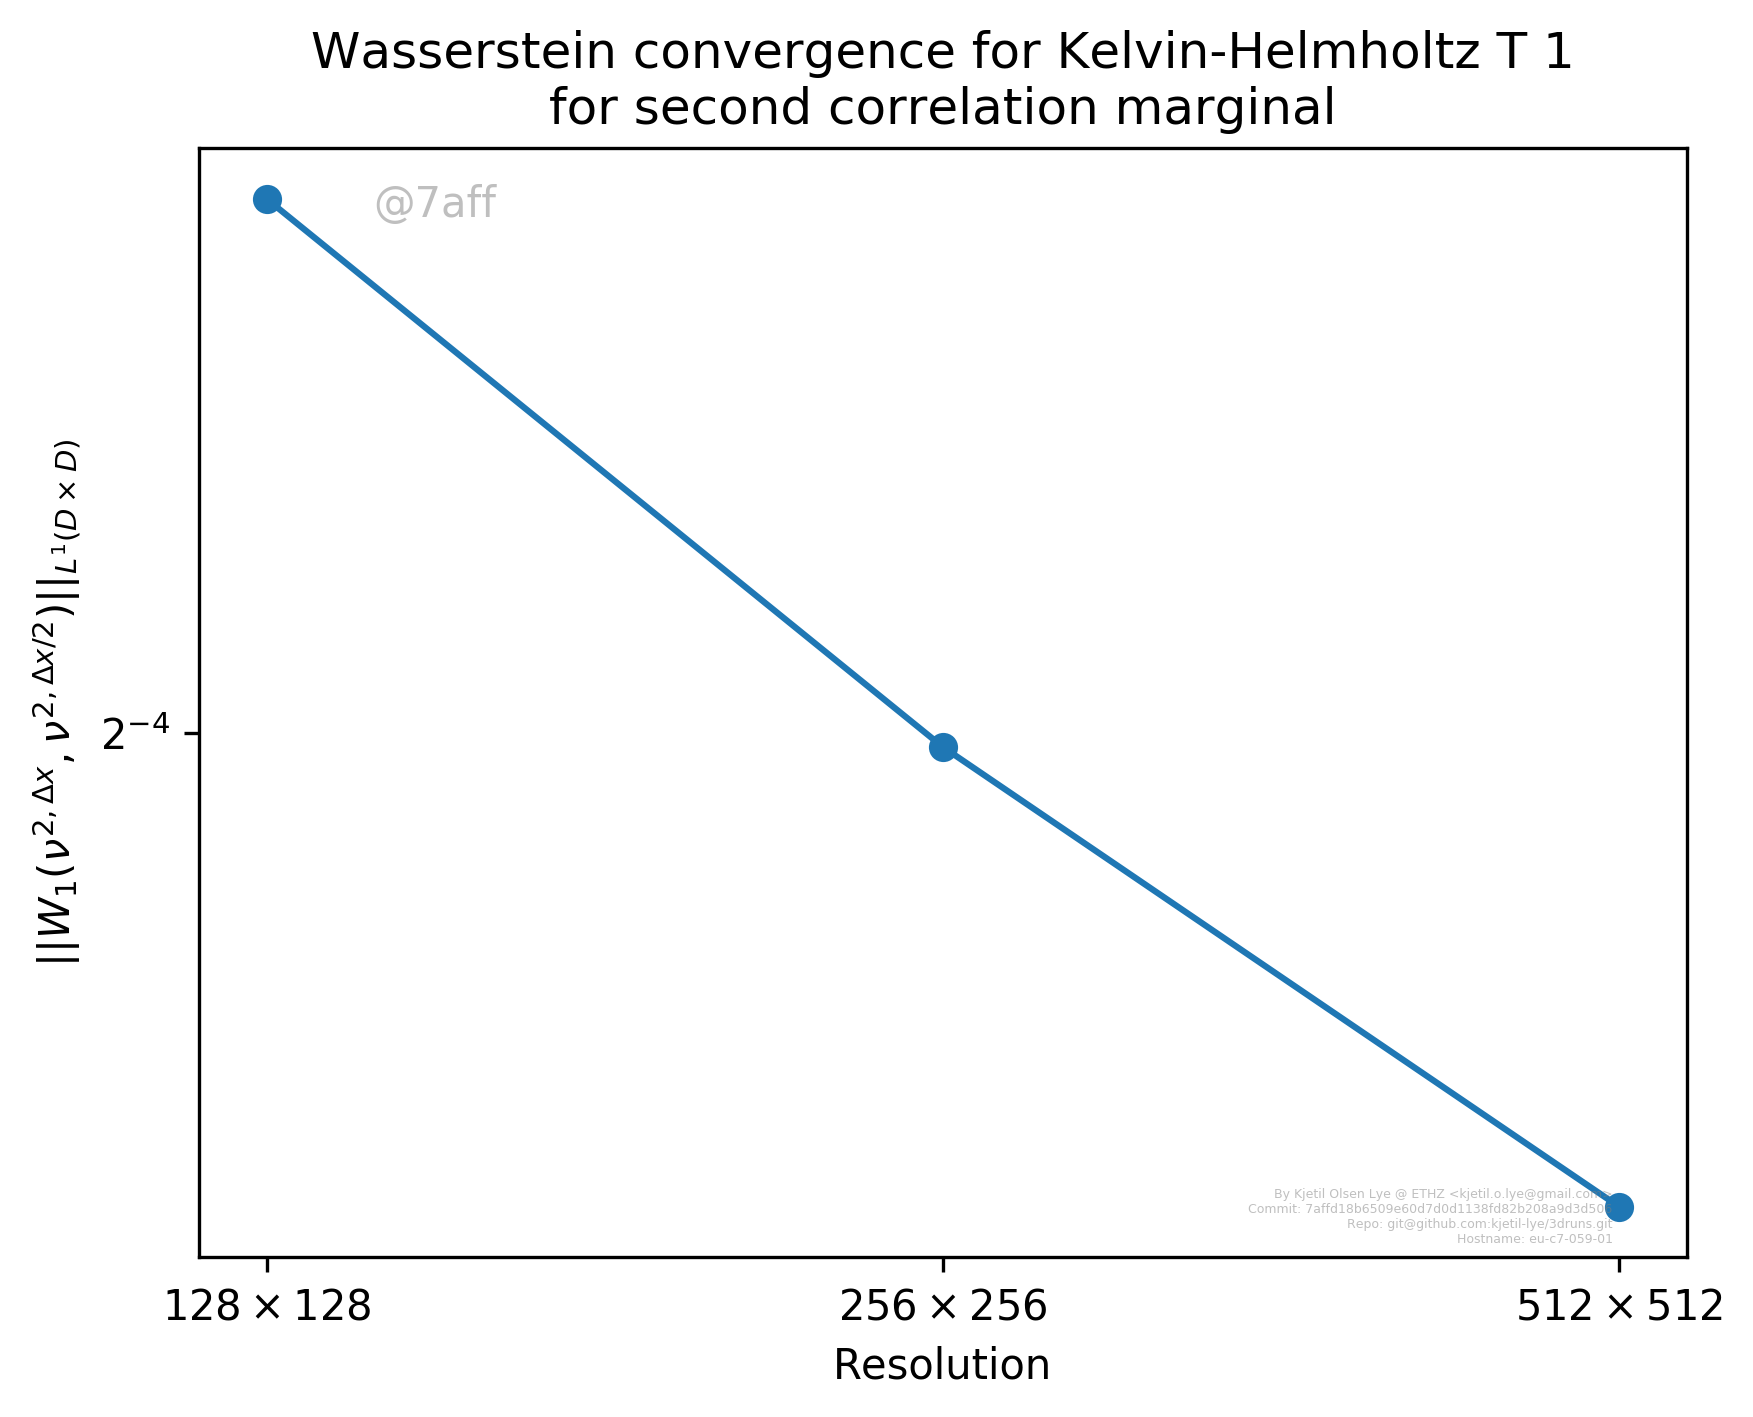 Wasserstein convergence for Kelvin-Helmholtz T 1
for second correlation marginal
@7aff
||W₁(ν²,Δx, ν²,Δx/2)||L¹(D×D)
2⁻⁴
By Kjetil Olsen Lye @ ETHZ <kjetil.o.lye@gmail.com>
Commit: 7affd18b6509e60d7d0d1138fd82b208a9d3d50
Repo: git@github.com:kjetil-lye/3druns.git
Hostname: eu-c7-059-01
128 × 128
256 × 256
512 × 512
Resolution